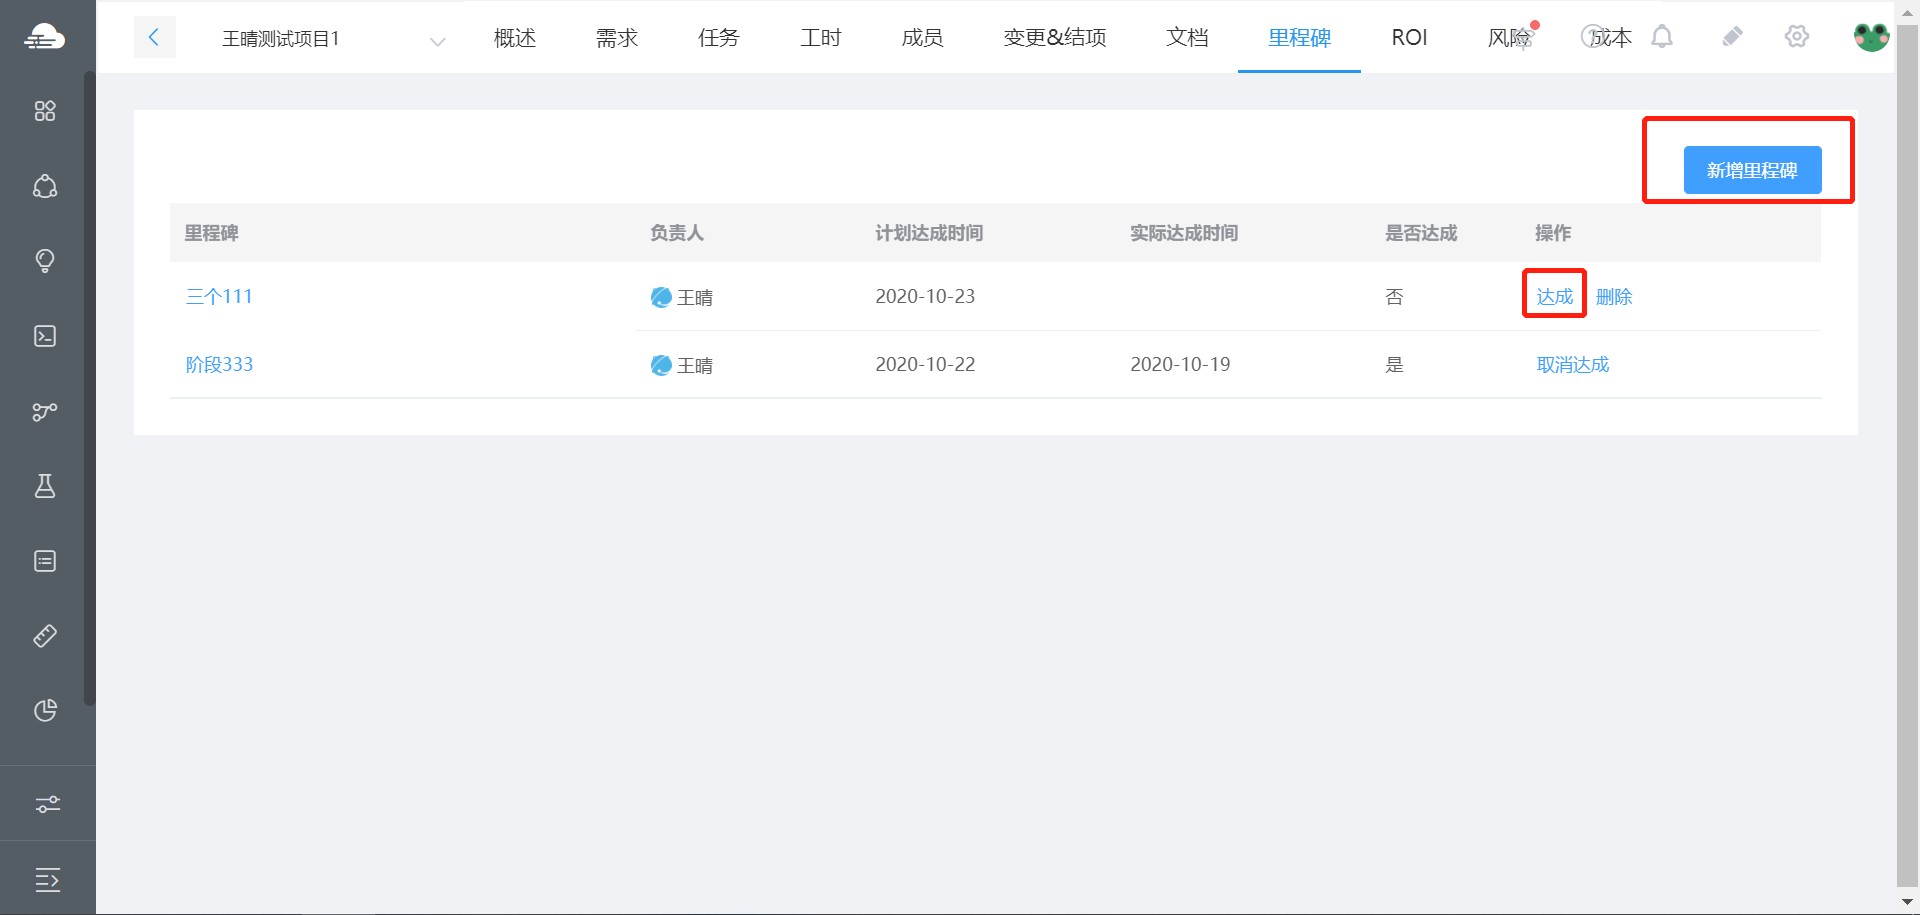 王晴测试项目1 概述 需求 任务 工时 成员 变更&结项 文档 里程碑 ROI 风险 成本
新增里程碑
里程碑 负责人 计划达成时间 实际达成时间 是否达成 操作
三个111 王晴 2020-10-23 否 达成 删除
阶段333 王晴 2020-10-22 2020-10-19 是 取消达成